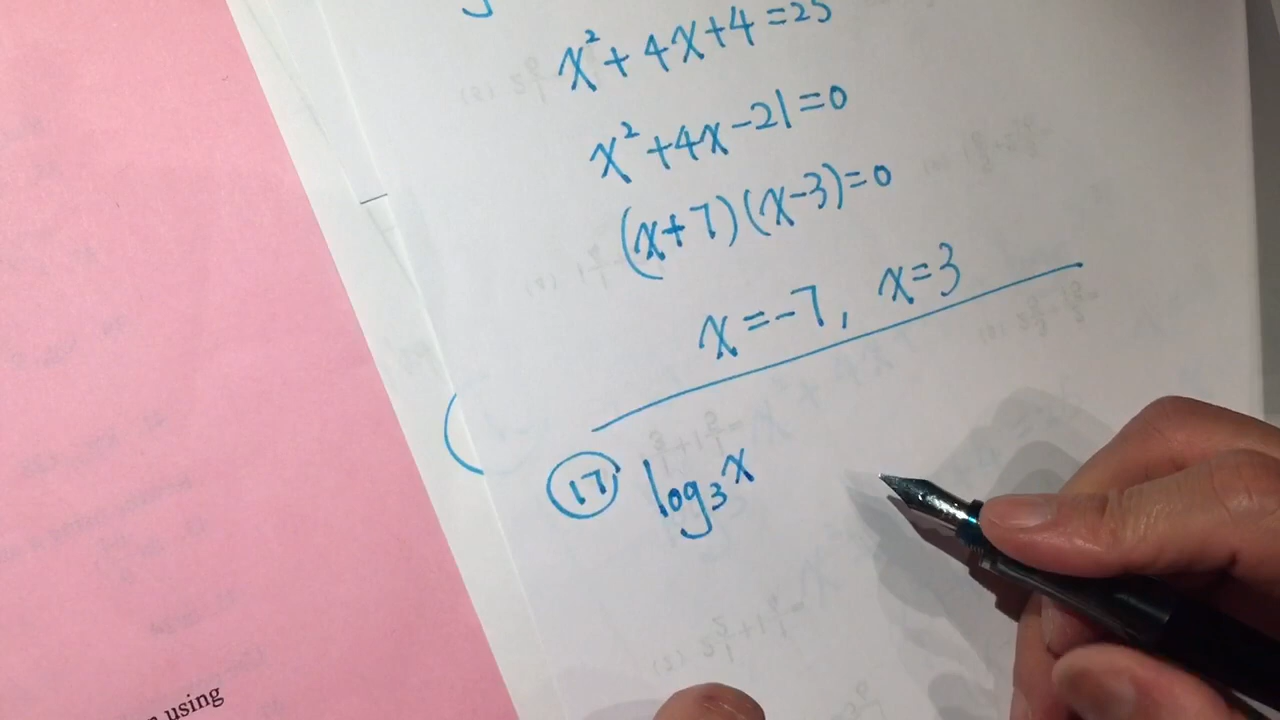 x² + 4x + 4 = 25
x² + 4x - 21 = 0
(x + 7)(x - 3) = 0
x = -7, x = 3
17 log₃x
using